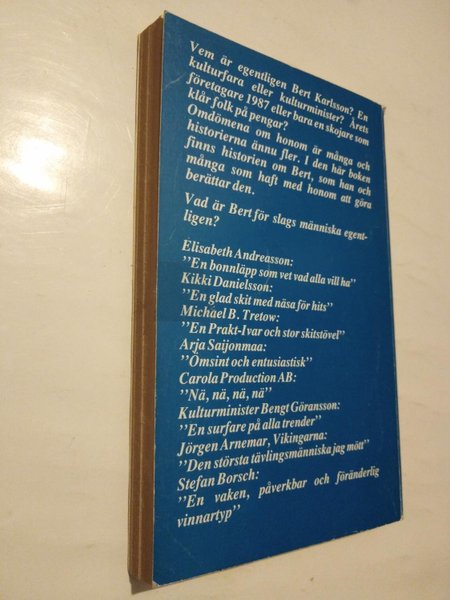 Vem är egentligen Bert Karlsson? En
kulturfara eller kulturminister? Årets
företagare 1987 eller bara en skojare som
klår folk på pengar?
Omdömena om honom är många och
historierna ännu fler. I den här boken
finns historien om Bert, som han och
många som haft med honom att göra
berättar den.
Vad är Bert för slags människa egent-
ligen?
Elisabeth Andreasson:
”En bonnläpp som vet vad alla vill ha”
Kikki Danielsson:
”En glad skit med näsa för hits”
Michael B. Tretow:
”En Prakt-Ivar och stor skitstövel”
Arja Saijonmaa:
”Ömsint och entusiastisk”
Carola Production AB:
”Nä, nä, nä, nä”
Kulturminister Bengt Göransson:
”En surfare på alla trender”
Jörgen Arnemar, Vikingarna:
”Den största tävlingsmänniska jag mött”
Stefan Borsch:
”En vaken, påverkbar och föränderlig
vinnartyp”